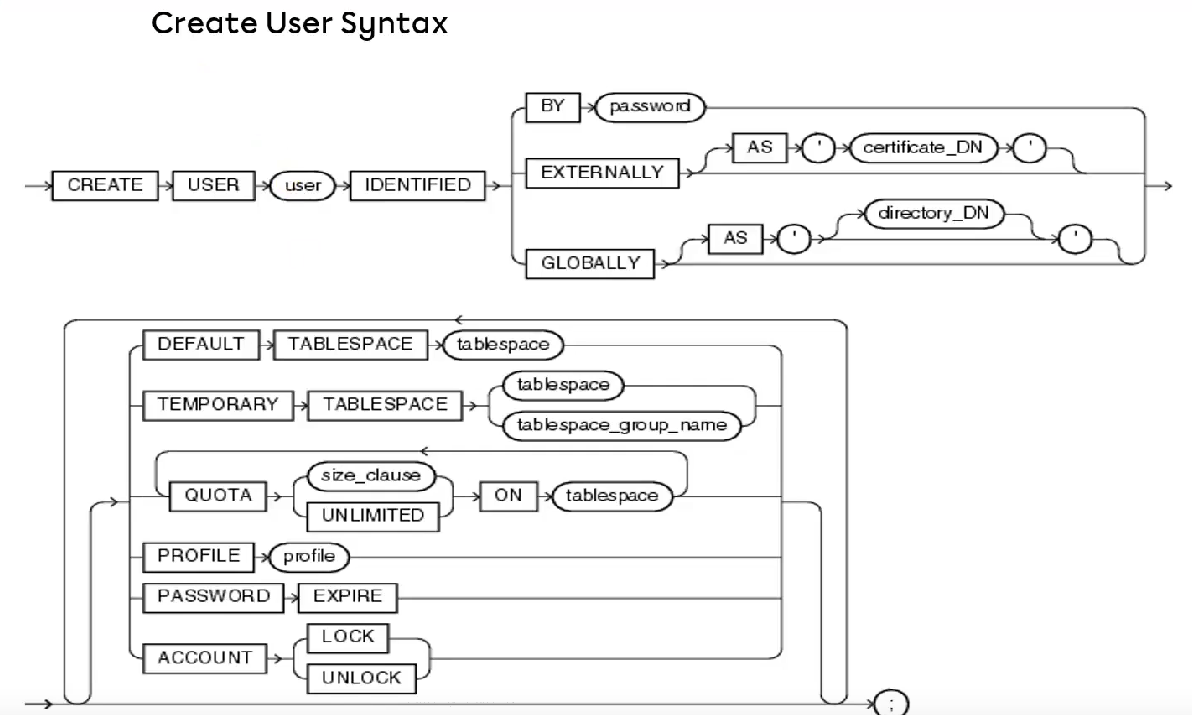 Create User Syntax
BY password
AS ' certificate_DN '
EXTERNALLY
CREATE USER user IDENTIFIED
directory_DN
AS ' '
GLOBALLY
DEFAULT TABLESPACE tablespace
tablespace
TEMPORARY TABLESPACE
tablespace_group_name
size_clause
QUOTA ON tablespace
UNLIMITED
PROFILE profile
PASSWORD EXPIRE
LOCK
ACCOUNT
UNLOCK
;